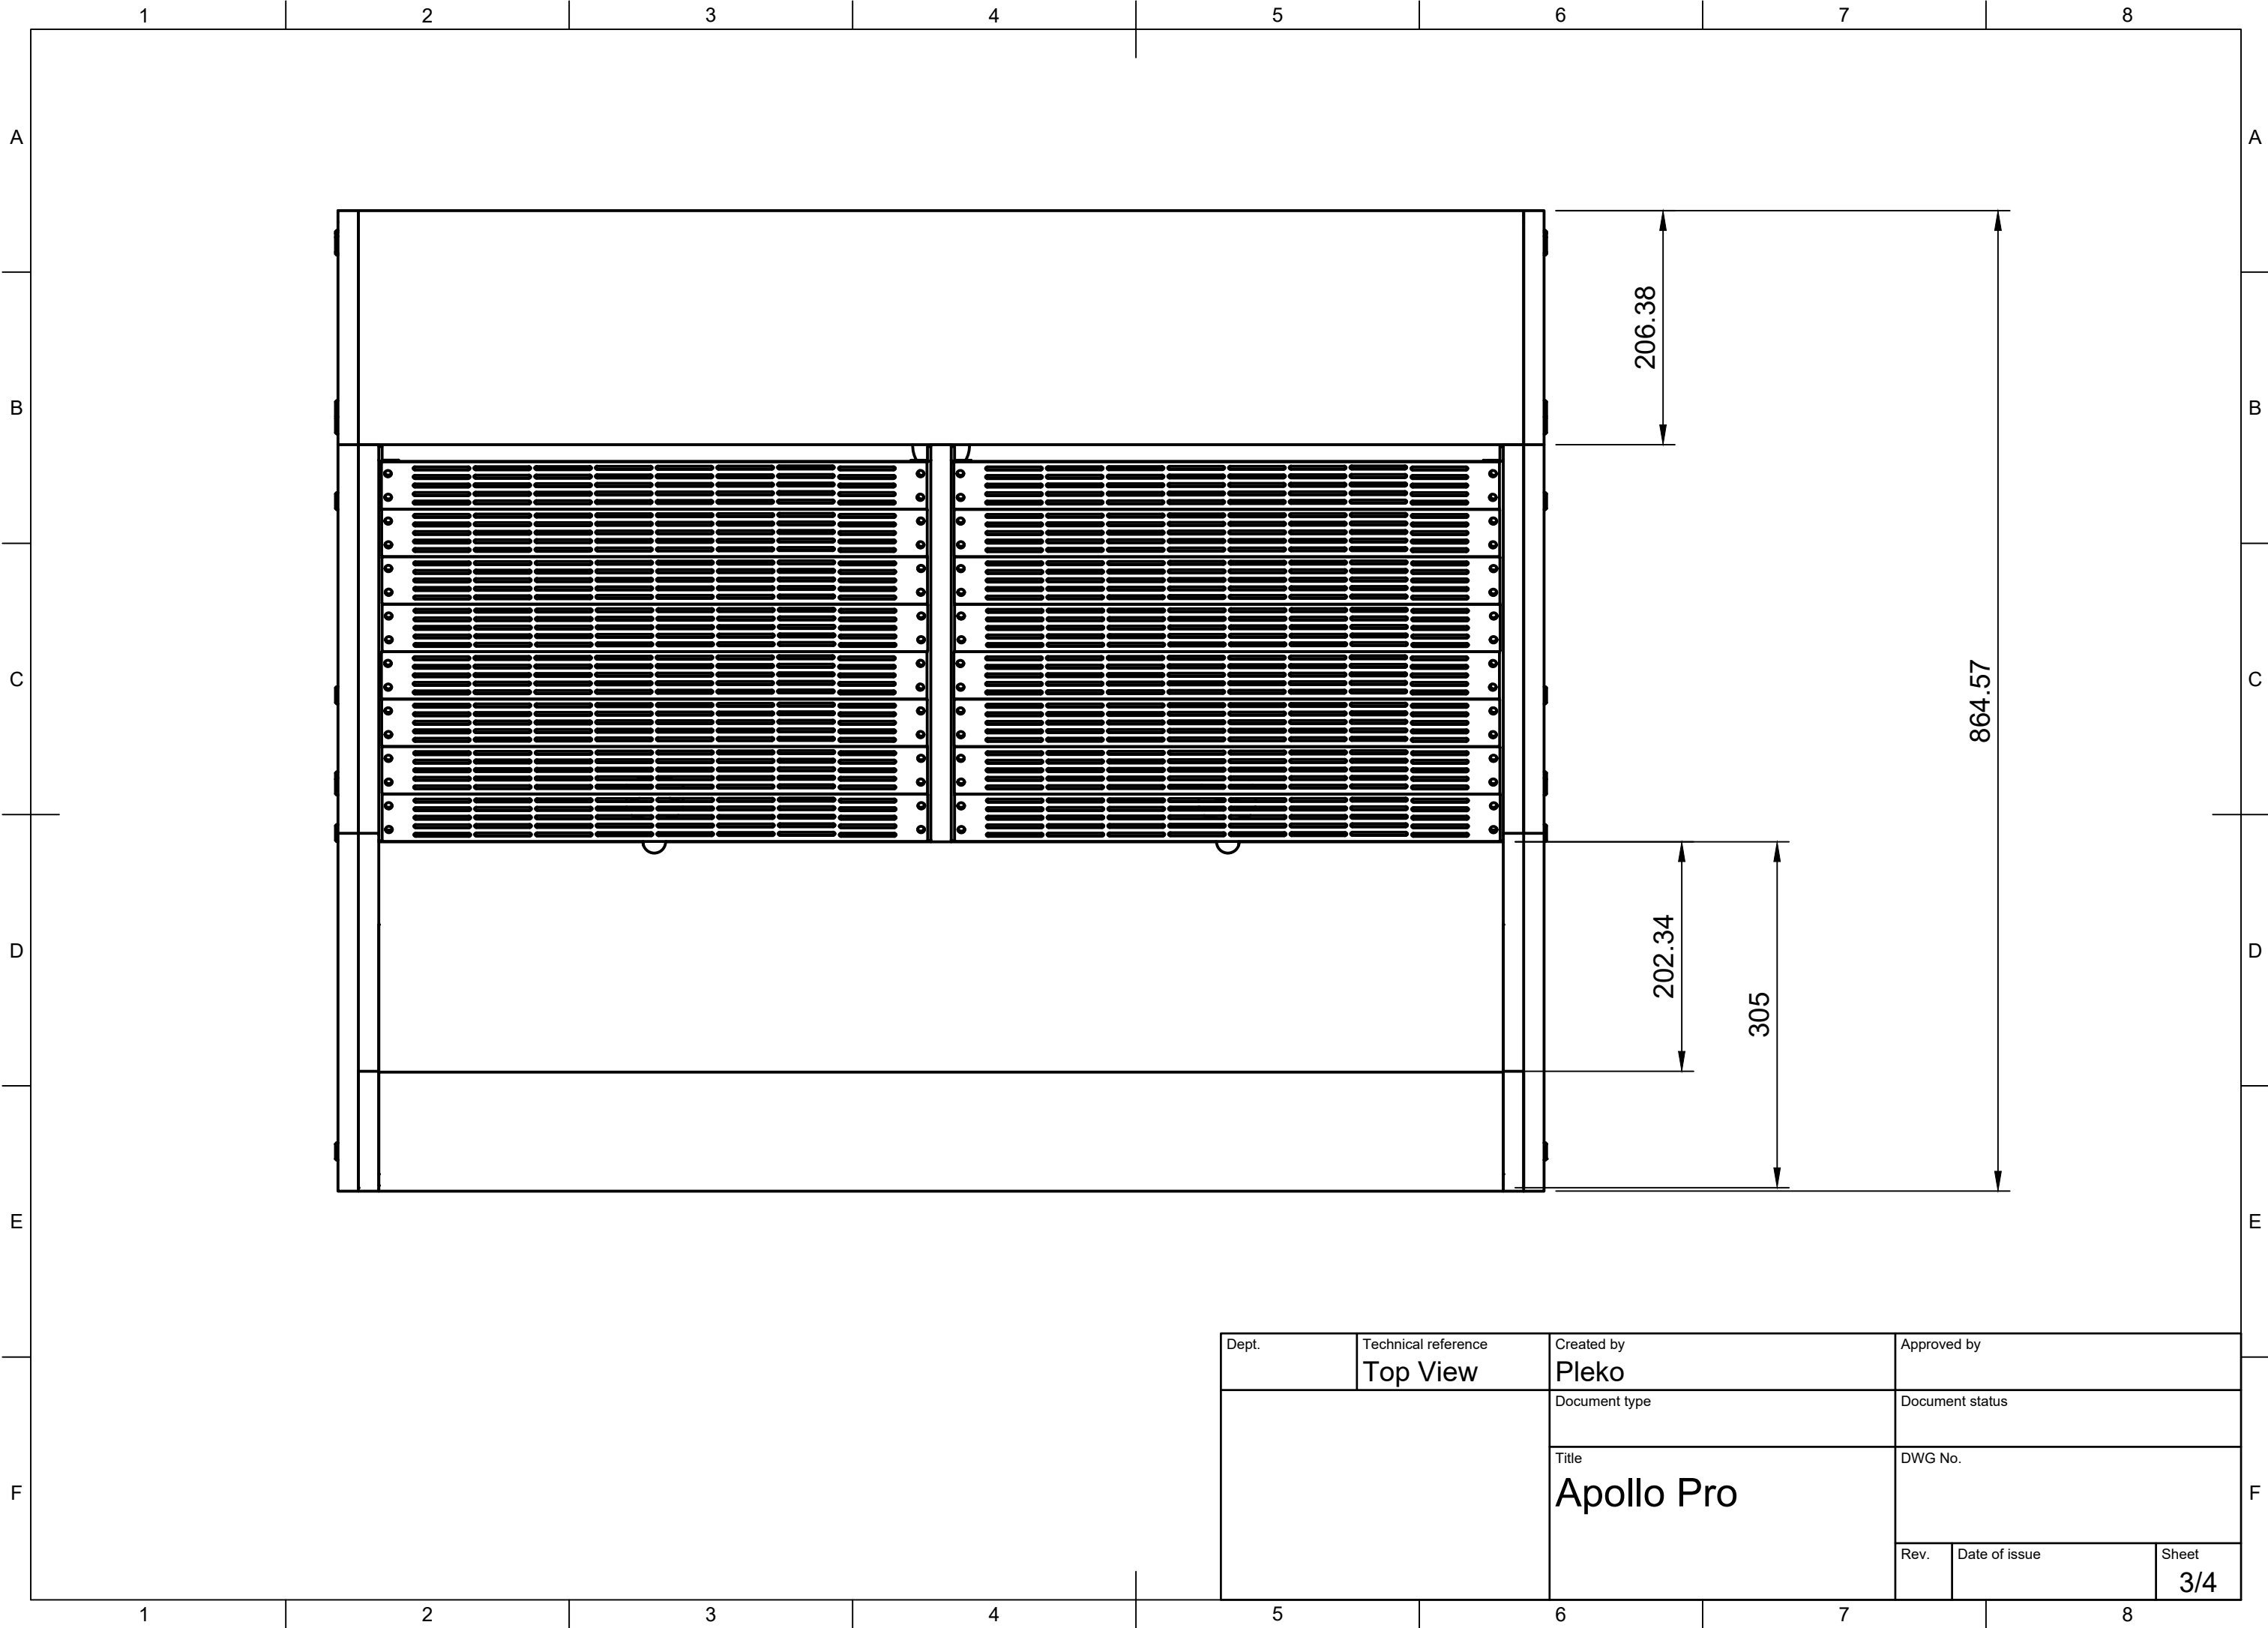 1 2 3 4 5 6 7 8
A A
206.38
B B
864.57
C C
202.34
D D
305
E E
Dept. Technical reference Created by Approved by
Top View Pleko
Document type Document status
Title DWG No.
Apollo Pro
F F
Rev. Date of issue Sheet
3/4
1 2 3 4 5 6 7 8